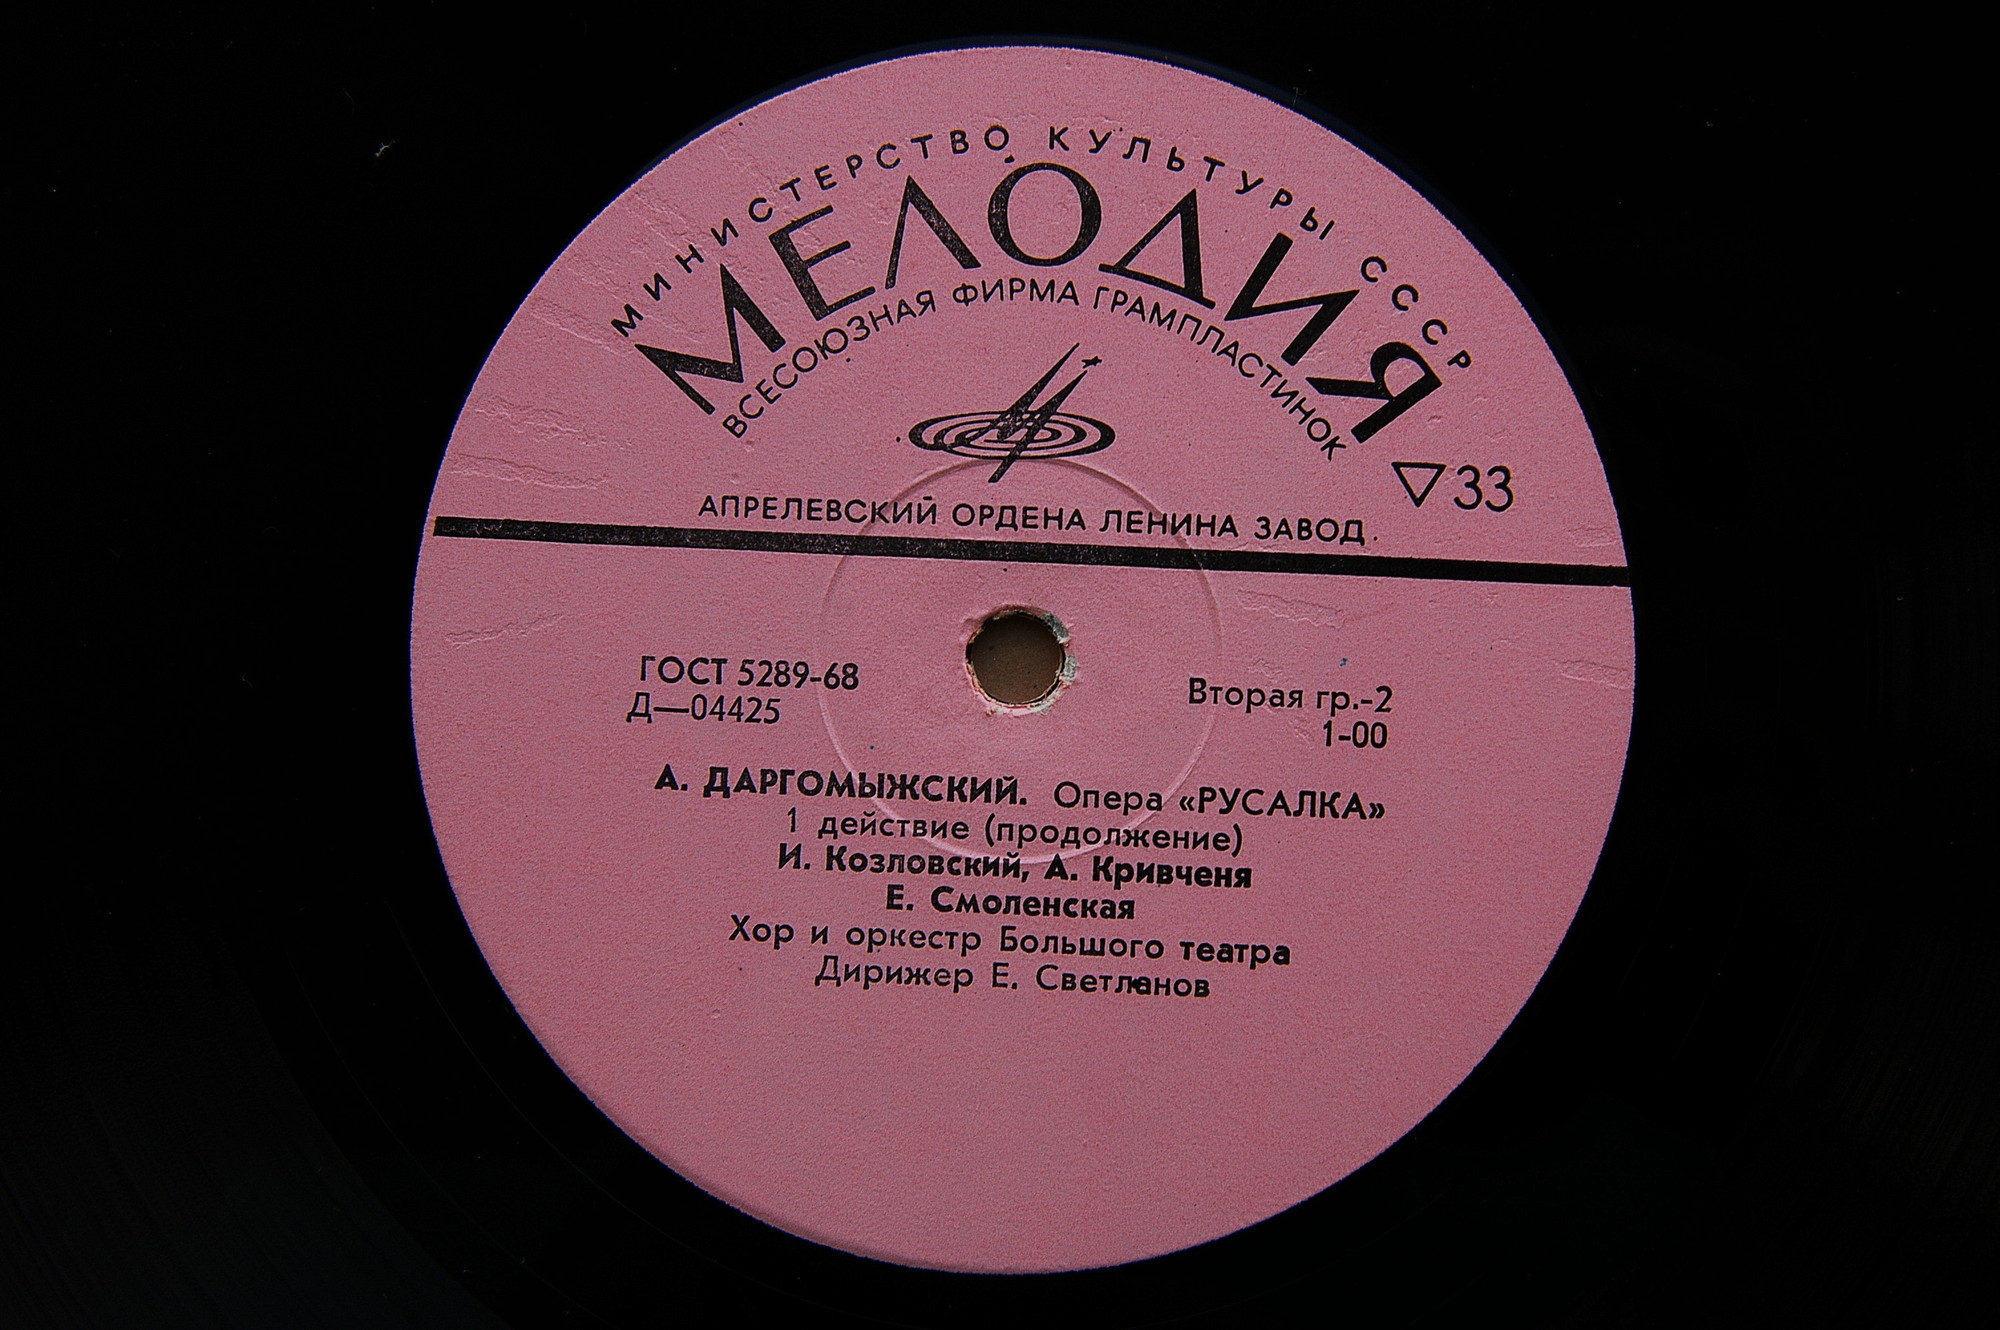 МИНИСТЕРСТВО КУЛЬТУРЫ СССР
МЕЛОДИЯ
ВСЕСОЮЗНАЯ ФИРМА ГРАМПЛАСТИНОК
33
АПРЕЛЕВСКИЙ ОРДЕНА ЛЕНИНА ЗАВОД.
ГОСТ 5289-68
Д—04425
Вторая гр.-2
1-00
А. ДАРГОМЫЖСКИЙ. Опера «РУСАЛКА»
1 действие (продолжение)
И. Козловский, А. Кривченя
Е. Смоленская
Хор и оркестр Большого театра
Дирижер Е. Светланов